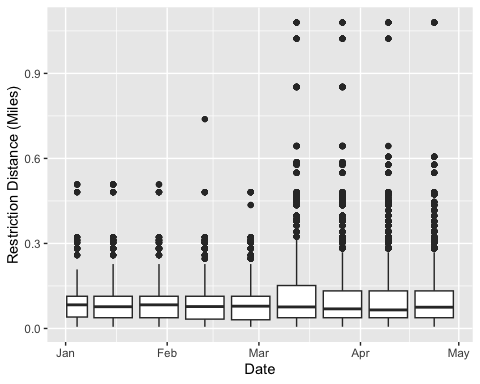 Restriction Distance (Miles)
0.9
0.6
0.3
0.0
Jan Feb Mar Apr May
Date